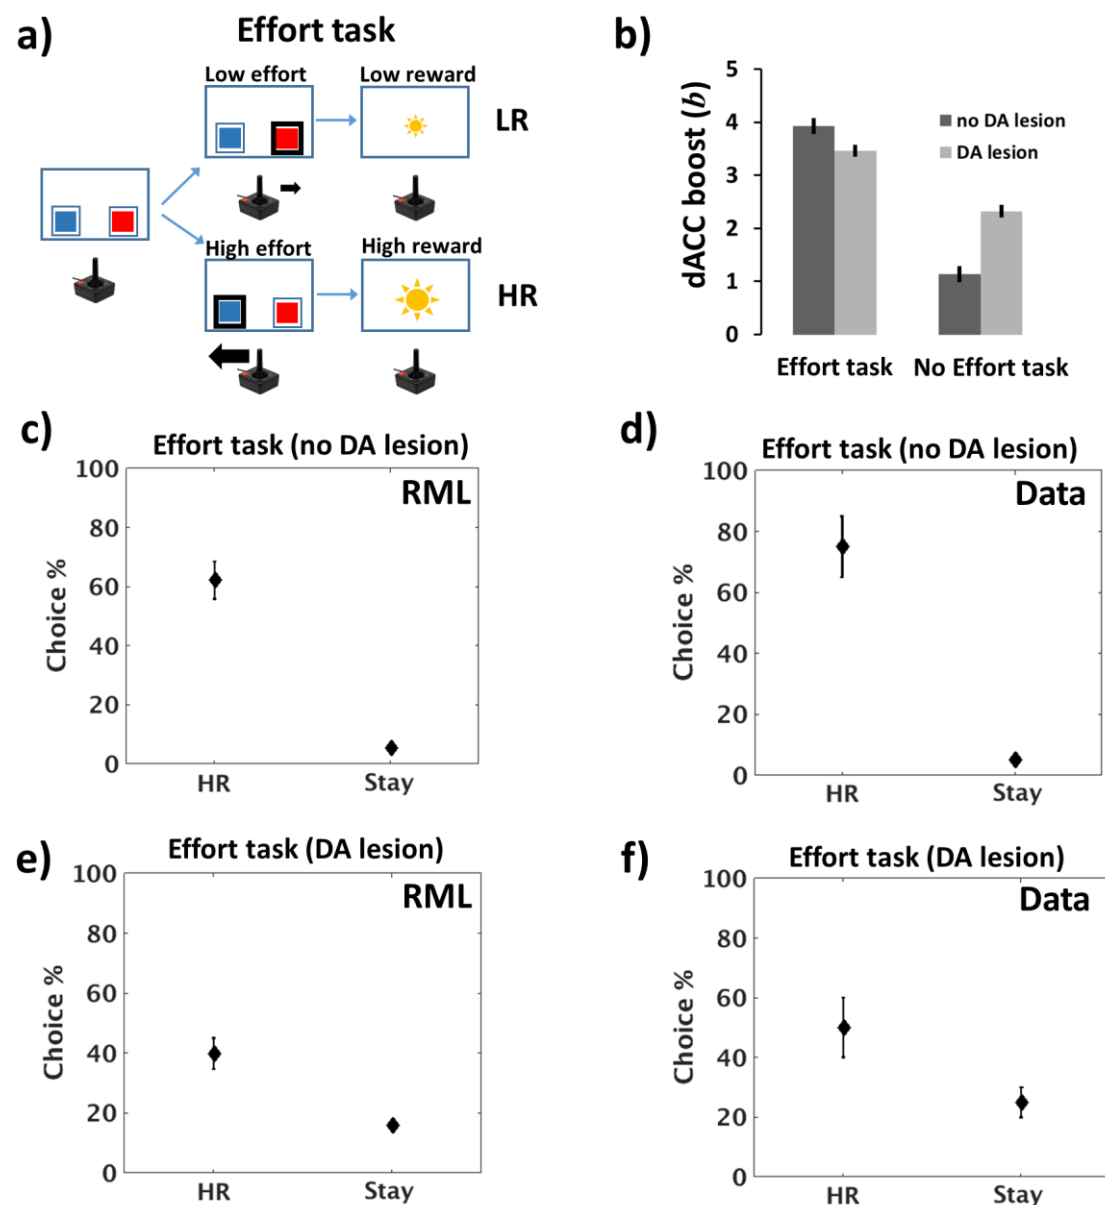 a)
Effort task
Low effort
Low reward
LR
High effort
High reward
HR
b)
dACC boost (b)
5
4
3
2
1
0
no DA lesion
DA lesion
Effort task
No Effort task
c)
Effort task (no DA lesion)
RML
Choice %
100
80
60
40
20
0
HR
Stay
d)
Effort task (no DA lesion)
Data
Choice %
100
80
60
40
20
0
HR
Stay
e)
Effort task (DA lesion)
RML
Choice %
100
80
60
40
20
0
HR
Stay
f)
Effort task (DA lesion)
Data
Choice %
100
80
60
40
20
0
HR
Stay